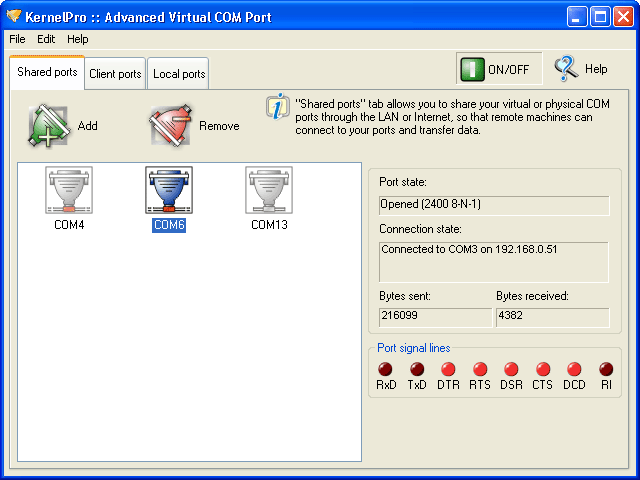 KernelPro :: Advanced Virtual COM Port
File Edit Help
Shared ports Client ports Local ports
ON/OFF Help
Add Remove
"Shared ports" tab allows you to share your virtual or physical COM
ports through the LAN or Internet, so that remote machines can
connect to your ports and transfer data.
COM4 COM6 COM13
Port state:
Opened (2400 8-N-1)
Connection state:
Connected to COM3 on 192.168.0.51
Bytes sent: Bytes received:
216099 4382
Port signal lines
RxD TxD DTR RTS DSR CTS DCD RI